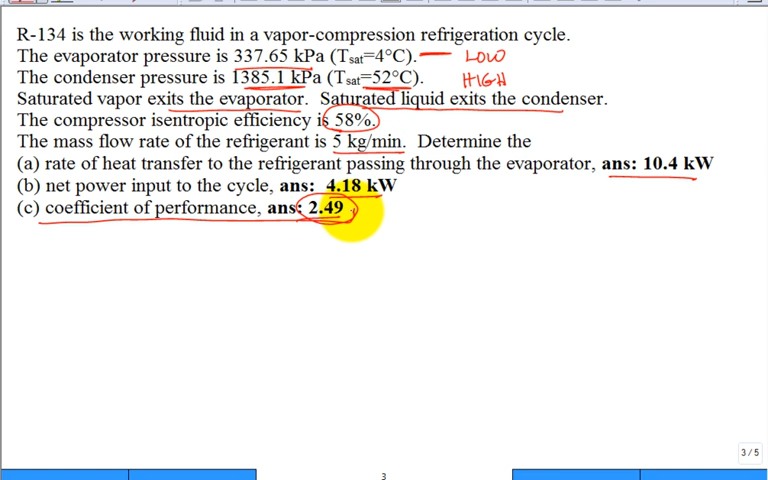 R-134 is the working fluid in a vapor-compression refrigeration cycle.
The evaporator pressure is 337.65 kPa (Tsat=4°C). LOW
The condenser pressure is 1385.1 kPa (Tsat=52°C). HIGH
Saturated vapor exits the evaporator. Saturated liquid exits the condenser.
The compressor isentropic efficiency is 58%.
The mass flow rate of the refrigerant is 5 kg/min. Determine the
(a) rate of heat transfer to the refrigerant passing through the evaporator, ans: 10.4 kW
(b) net power input to the cycle, ans: 4.18 kW
(c) coefficient of performance, ans: 2.49
3 / 5
3